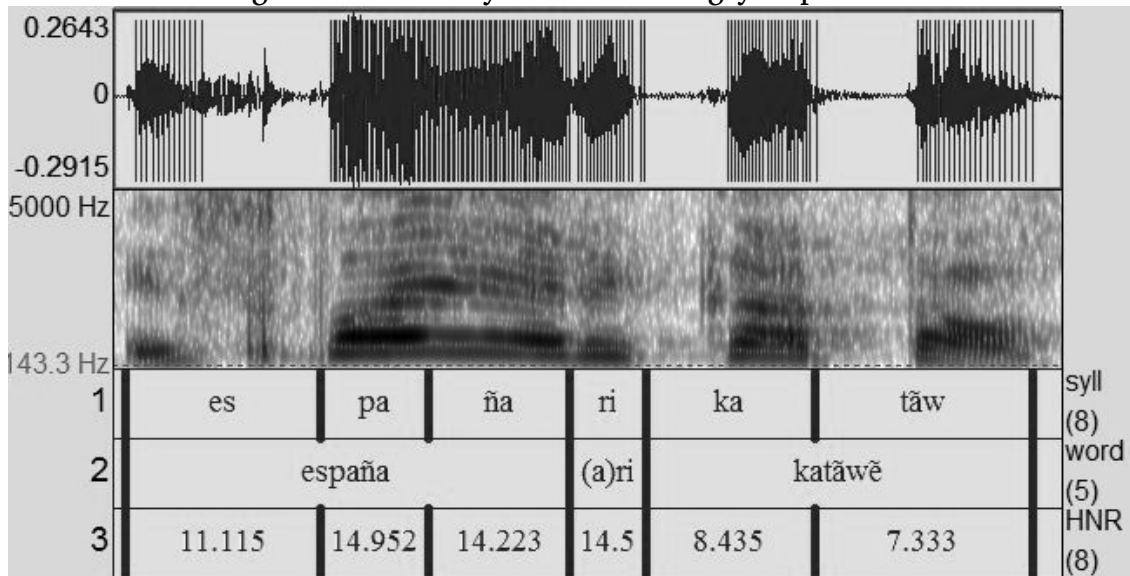 0.2643
0
-0.2915
5000 Hz
143.3 Hz
1 es pa ña ri ka tãw syll (8)
2 españa (a)ri katãwẽ word (5)
3 11.115 14.952 14.223 14.5 8.435 7.333 HNR (8)